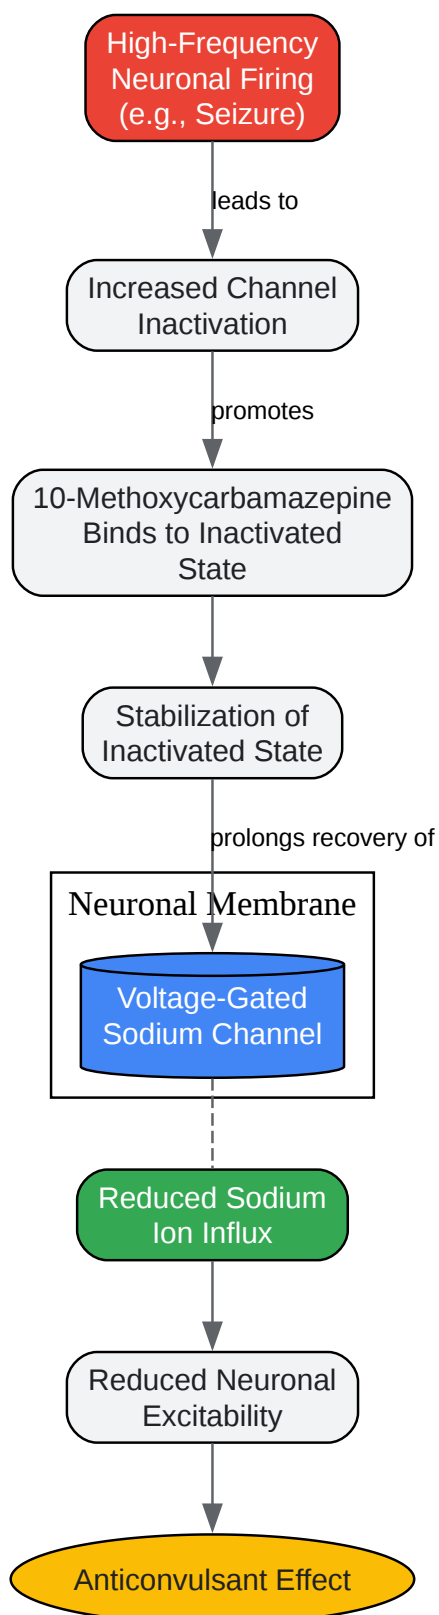 High-Frequency
Neuronal Firing
(e.g., Seizure)
leads to
Increased Channel
Inactivation
promotes
10-Methoxycarbamazepine
Binds to Inactivated
State
Stabilization of
Inactivated State
prolongs recovery of
Neuronal Membrane
Voltage-Gated
Sodium Channel
Reduced Sodium
Ion Influx
Reduced Neuronal
Excitability
Anticonvulsant Effect